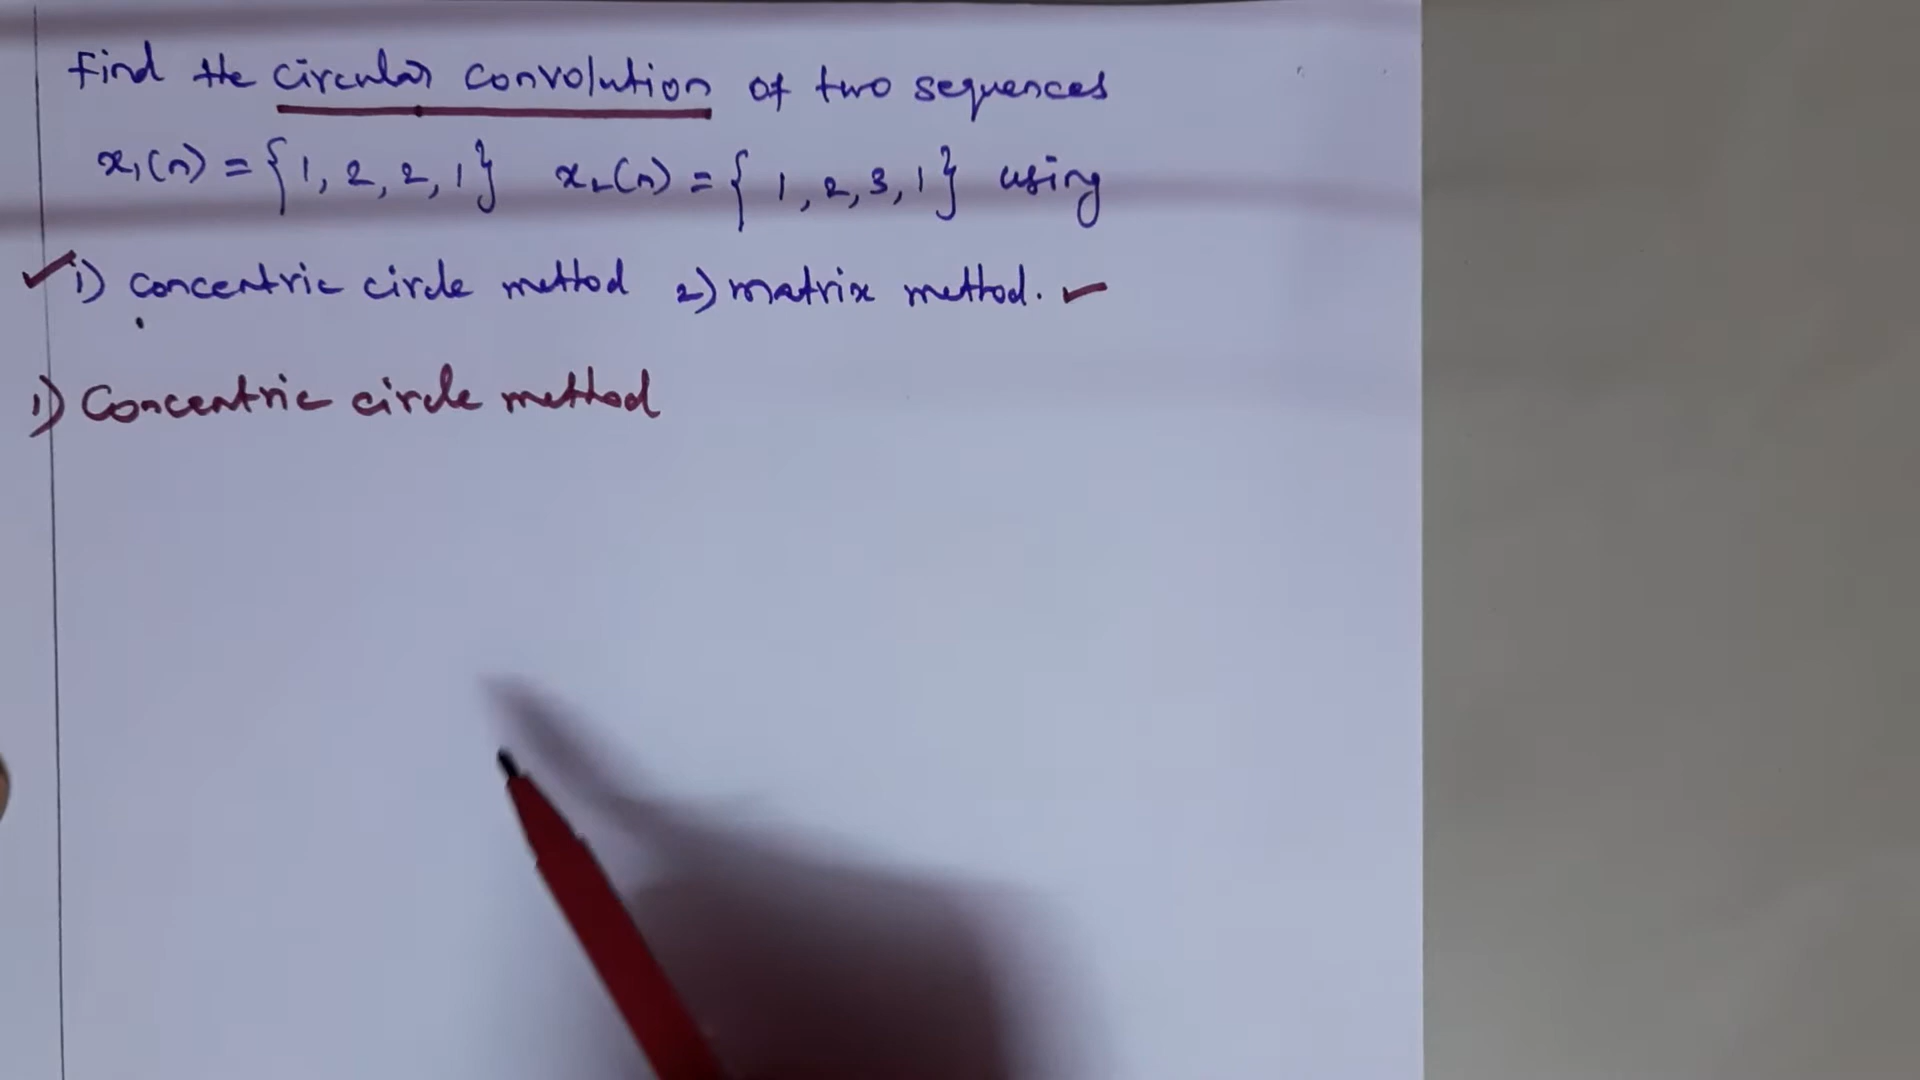 Find the circular convolution of two sequences
x₁(n) = {1, 2, 2, 1} x₂(n) = {1, 2, 3, 1} using
1) concentric circle method 2) matrix method.
1) Concentric circle method